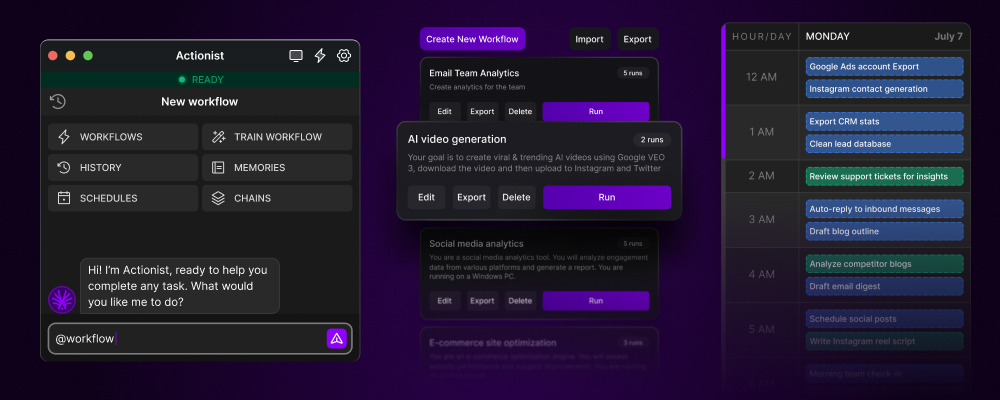 Actionist
READY
New workflow
WORKFLOWS
TRAIN WORKFLOW
HISTORY
MEMORIES
SCHEDULES
CHAINS
Hi! I'm Actionist, ready to help you
complete any task. What would
you like me to do?
@workflow
Create New Workflow
Import
Export
Email Team Analytics
5 runs
Create analytics for the team
Edit
Export
Delete
Run
AI video generation
2 runs
Your goal is to create viral & trending AI videos using Google VEO
3, download the video and then upload to Instagram and Twitter
Edit
Export
Delete
Run
Social media analytics
5 runs
You are a social media analytics tool. You will analyze engagement
data from various platforms and generate a report. You are
running on a Windows PC.
Edit
Export
Delete
Run
E-commerce site optimization
3 runs
HOUR/DAY
MONDAY
July 7
12 AM
Google Ads account Export
Instagram contact generation
1 AM
Export CRM stats
Clean lead database
2 AM
Review support tickets for insights
3 AM
Auto-reply to inbound messages
Draft blog outline
4 AM
Analyze competitor blogs
Draft email digest
5 AM
Schedule social posts
Write Instagram reel script
Morning team check-in